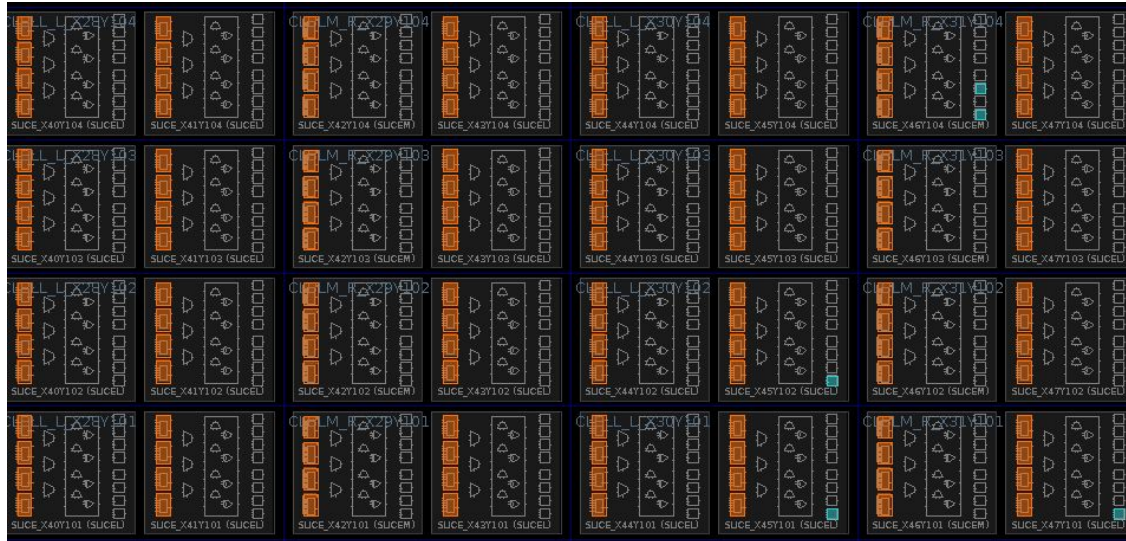 CLBLL_L_X28Y104 CLBLM_R_X29Y104 CLBLL_L_X30Y104 CLBLM_R_X31Y104
SLICE_X40Y104 (SLICEL) SLICE_X41Y104 (SLICEL) SLICE_X42Y104 (SLICEM) SLICE_X43Y104 (SLICEL) SLICE_X44Y104 (SLICEL) SLICE_X45Y104 (SLICEL) SLICE_X46Y104 (SLICEM) SLICE_X47Y104 (SLICEL)
CLBLL_L_X28Y103 CLBLM_R_X29Y103 CLBLL_L_X30Y103 CLBLM_R_X31Y103
SLICE_X40Y103 (SLICEL) SLICE_X41Y103 (SLICEL) SLICE_X42Y103 (SLICEM) SLICE_X43Y103 (SLICEL) SLICE_X44Y103 (SLICEL) SLICE_X45Y103 (SLICEL) SLICE_X46Y103 (SLICEM) SLICE_X47Y103 (SLICEL)
CLBLL_L_X28Y102 CLBLM_R_X29Y102 CLBLL_L_X30Y102 CLBLM_R_X31Y102
SLICE_X40Y102 (SLICEL) SLICE_X41Y102 (SLICEL) SLICE_X42Y102 (SLICEM) SLICE_X43Y102 (SLICEL) SLICE_X44Y102 (SLICEL) SLICE_X45Y102 (SLICEL) SLICE_X46Y102 (SLICEM) SLICE_X47Y102 (SLICEL)
CLBLL_L_X28Y101 CLBLM_R_X29Y101 CLBLL_L_X30Y101 CLBLM_R_X31Y101
SLICE_X40Y101 (SLICEL) SLICE_X41Y101 (SLICEL) SLICE_X42Y101 (SLICEM) SLICE_X43Y101 (SLICEL) SLICE_X44Y101 (SLICEL) SLICE_X45Y101 (SLICEL) SLICE_X46Y101 (SLICEM) SLICE_X47Y101 (SLICEL)